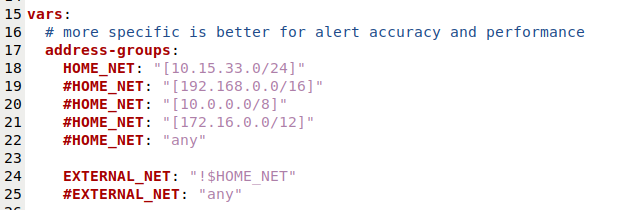 15 vars:
16 # more specific is better for alert accuracy and performance
17 address-groups:
18 HOME_NET: "[10.15.33.0/24]"
19 #HOME_NET: "[192.168.0.0/16]"
20 #HOME_NET: "[10.0.0.0/8]"
21 #HOME_NET: "[172.16.0.0/12]"
22 #HOME_NET: "any"
23
24 EXTERNAL_NET: "!$HOME_NET"
25 #EXTERNAL_NET: "any"